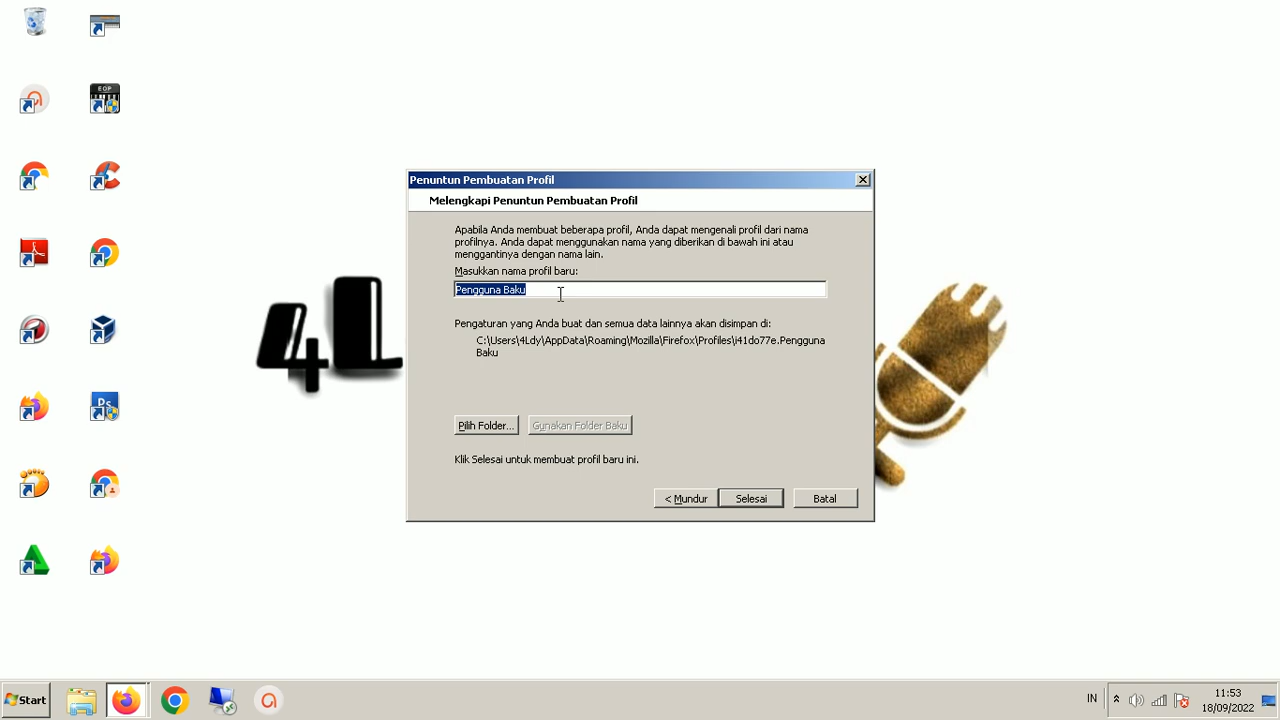 EOP
Ps
4L
Penuntun Pembuatan Profil
Melengkapi Penuntun Pembuatan Profil
Apabila Anda membuat beberapa profil, Anda dapat mengenali profil dari nama
profilnya. Anda dapat menggunakan nama yang diberikan di bawah ini atau
menggantinya dengan nama lain.
Masukkan nama profil baru:
Pengguna Baku
Pengaturan yang Anda buat dan semua data lainnya akan disimpan di:
C:\Users\4Ldy\AppData\Roaming\Mozilla\Firefox\Profiles\i41do77e.Pengguna
Baku
Pilih Folder...
Gunakan Folder Baku
Klik Selesai untuk membuat profil baru ini.
< Mundur
Selesai
Batal
Start
IN
11:53
18/09/2022